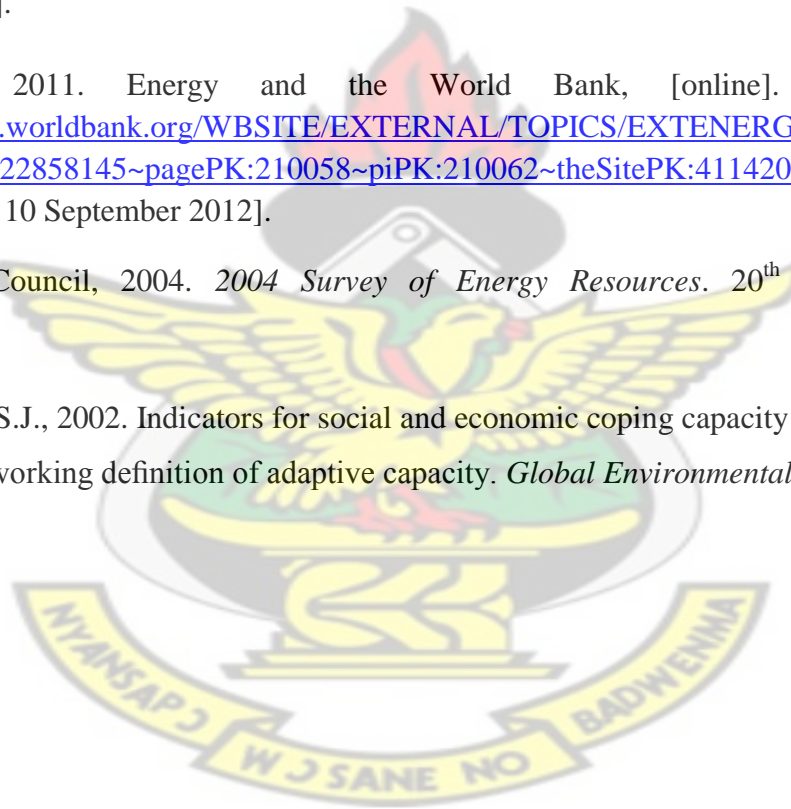 ].
2011. Energy and the World Bank, [online].
.worldbank.org/WBSITE/EXTERNAL/TOPICS/EXTENERG
22858145~pagePK:210058~piPK:210062~theSitePK:411420
10 September 2012].
Council, 2004. 2004 Survey of Energy Resources. 20th
S.J., 2002. Indicators for social and economic coping capacity
working definition of adaptive capacity. Global Environmental
NYANSAPƆ WƆSANE NO BADWENMA